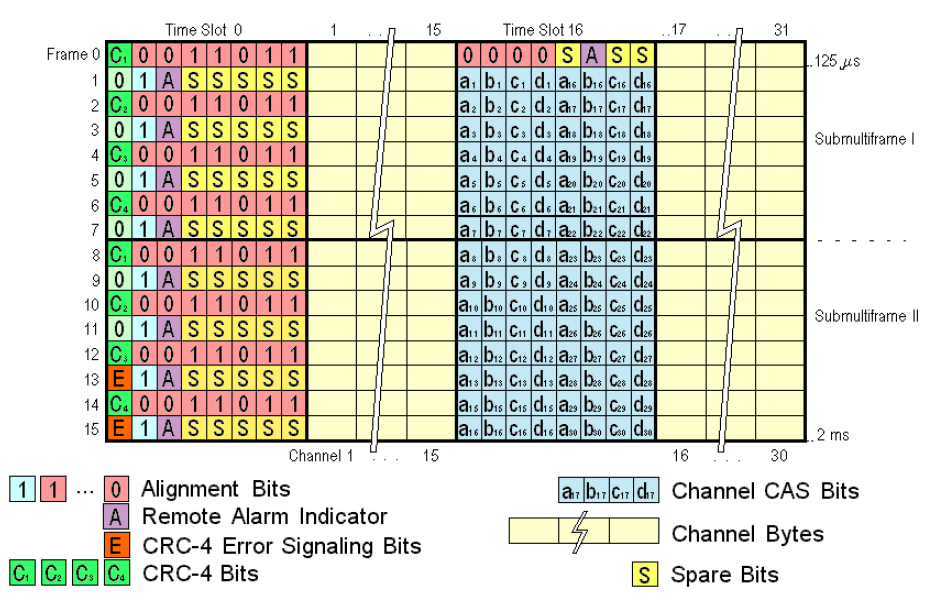 Time Slot 0 1 . . 15 Time Slot 16 ..17 . . . 31
Frame 0 C₁ 0 0 1 1 0 1 1 0 0 0 0 S A S S 125 µs
1 0 1 A S S S S S a₁ b₁ c₁ d₁ a₁₆ b₁₆ c₁₆ d₁₆
2 C₂ 0 0 1 1 0 1 1 a₂ b₂ c₂ d₂ a₁₇ b₁₇ c₁₇ d₁₇
3 0 1 A S S S S S a₃ b₃ c₃ d₃ a₁₈ b₁₈ c₁₈ d₁₈
Submultiframe I
4 C₃ 0 0 1 1 0 1 1 a₄ b₄ c₄ d₄ a₁₉ b₁₉ c₁₉ d₁₉
5 0 1 A S S S S S a₅ b₅ c₅ d₅ a₂₀ b₂₀ c₂₀ d₂₀
6 C₄ 0 0 1 1 0 1 1 a₆ b₆ c₆ d₆ a₂₁ b₂₁ c₂₁ d₂₁
7 0 1 A S S S S S a₇ b₇ c₇ d₇ a₂₂ b₂₂ c₂₂ d₂₂
8 C₁ 0 0 1 1 0 1 1 a₈ b₈ c₈ d₈ a₂₃ b₂₃ c₂₃ d₂₃
9 0 1 A S S S S S a₉ b₉ c₉ d₉ a₂₄ b₂₄ c₂₄ d₂₄
10 C₂ 0 0 1 1 0 1 1 a₁₀ b₁₀ c₁₀ d₁₀ a₂₅ b₂₅ c₂₅ d₂₅
Submultiframe II
11 0 1 A S S S S S a₁₁ b₁₁ c₁₁ d₁₁ a₂₆ b₂₆ c₂₆ d₂₆
12 C₃ 0 0 1 1 0 1 1 a₁₂ b₁₂ c₁₂ d₁₂ a₂₇ b₂₇ c₂₇ d₂₇
13 E 1 A S S S S S a₁₃ b₁₃ c₁₃ d₁₃ a₂₈ b₂₈ c₂₈ d₂₈
14 C₄ 0 0 1 1 0 1 1 a₁₅ b₁₅ c₁₅ d₁₅ a₂₉ b₂₉ c₂₉ d₂₉
15 E 1 A S S S S S a₁₆ b₁₆ c₁₆ d₁₆ a₃₀ b₃₀ c₃₀ d₃₀ 2 ms
Channel 1 . . . 15 16 . . . 30
1 1 ... 0 Alignment Bits
A Remote Alarm Indicator
E CRC-4 Error Signaling Bits
C₁ C₂ C₃ C₄ CRC-4 Bits
a₁₇ b₁₇ c₁₇ d₁₇ Channel CAS Bits
Channel Bytes
S Spare Bits